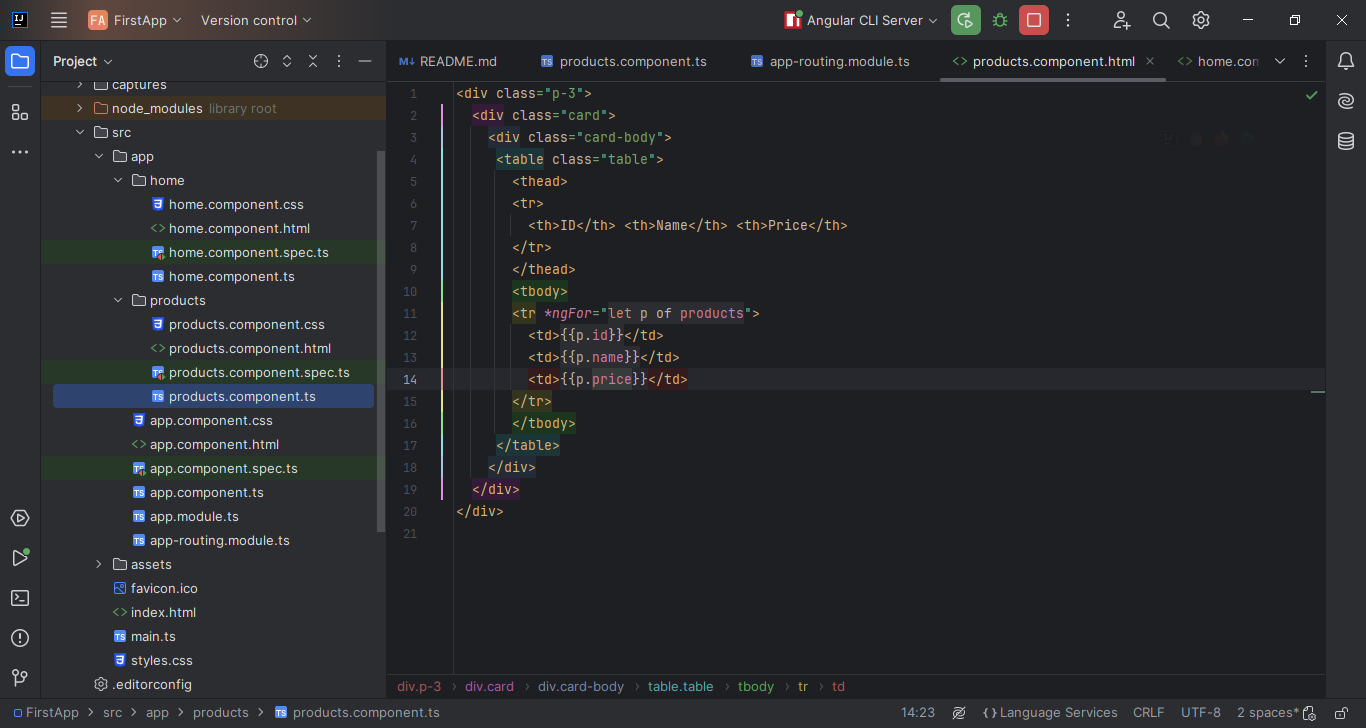 FA FirstApp Version control Angular CLI Server
Project
README.md products.component.ts app-routing.module.ts products.component.html home.con
captures
node_modules library root
src
app
home
home.component.css
home.component.html
home.component.spec.ts
home.component.ts
products
products.component.css
products.component.html
products.component.spec.ts
products.component.ts
app.component.css
app.component.html
app.component.spec.ts
app.component.ts
app.module.ts
app-routing.module.ts
assets
favicon.ico
index.html
main.ts
styles.css
.editorconfig
1 <div class="p-3">
2 <div class="card">
3 <div class="card-body">
4 <table class="table">
5 <thead>
6 <tr>
7 <th>ID</th> <th>Name</th> <th>Price</th>
8 </tr>
9 </thead>
10 <tbody>
11 <tr *ngFor="let p of products">
12 <td>{{p.id}}</td>
13 <td>{{p.name}}</td>
14 <td>{{p.price}}</td>
15 </tr>
16 </tbody>
17 </table>
18 </div>
19 </div>
20 </div>
21
div.p-3 › div.card › div.card-body › table.table › tbody › tr › td
FirstApp > src > app > products > products.component.ts 14:23 {} Language Services CRLF UTF-8 2 spaces*